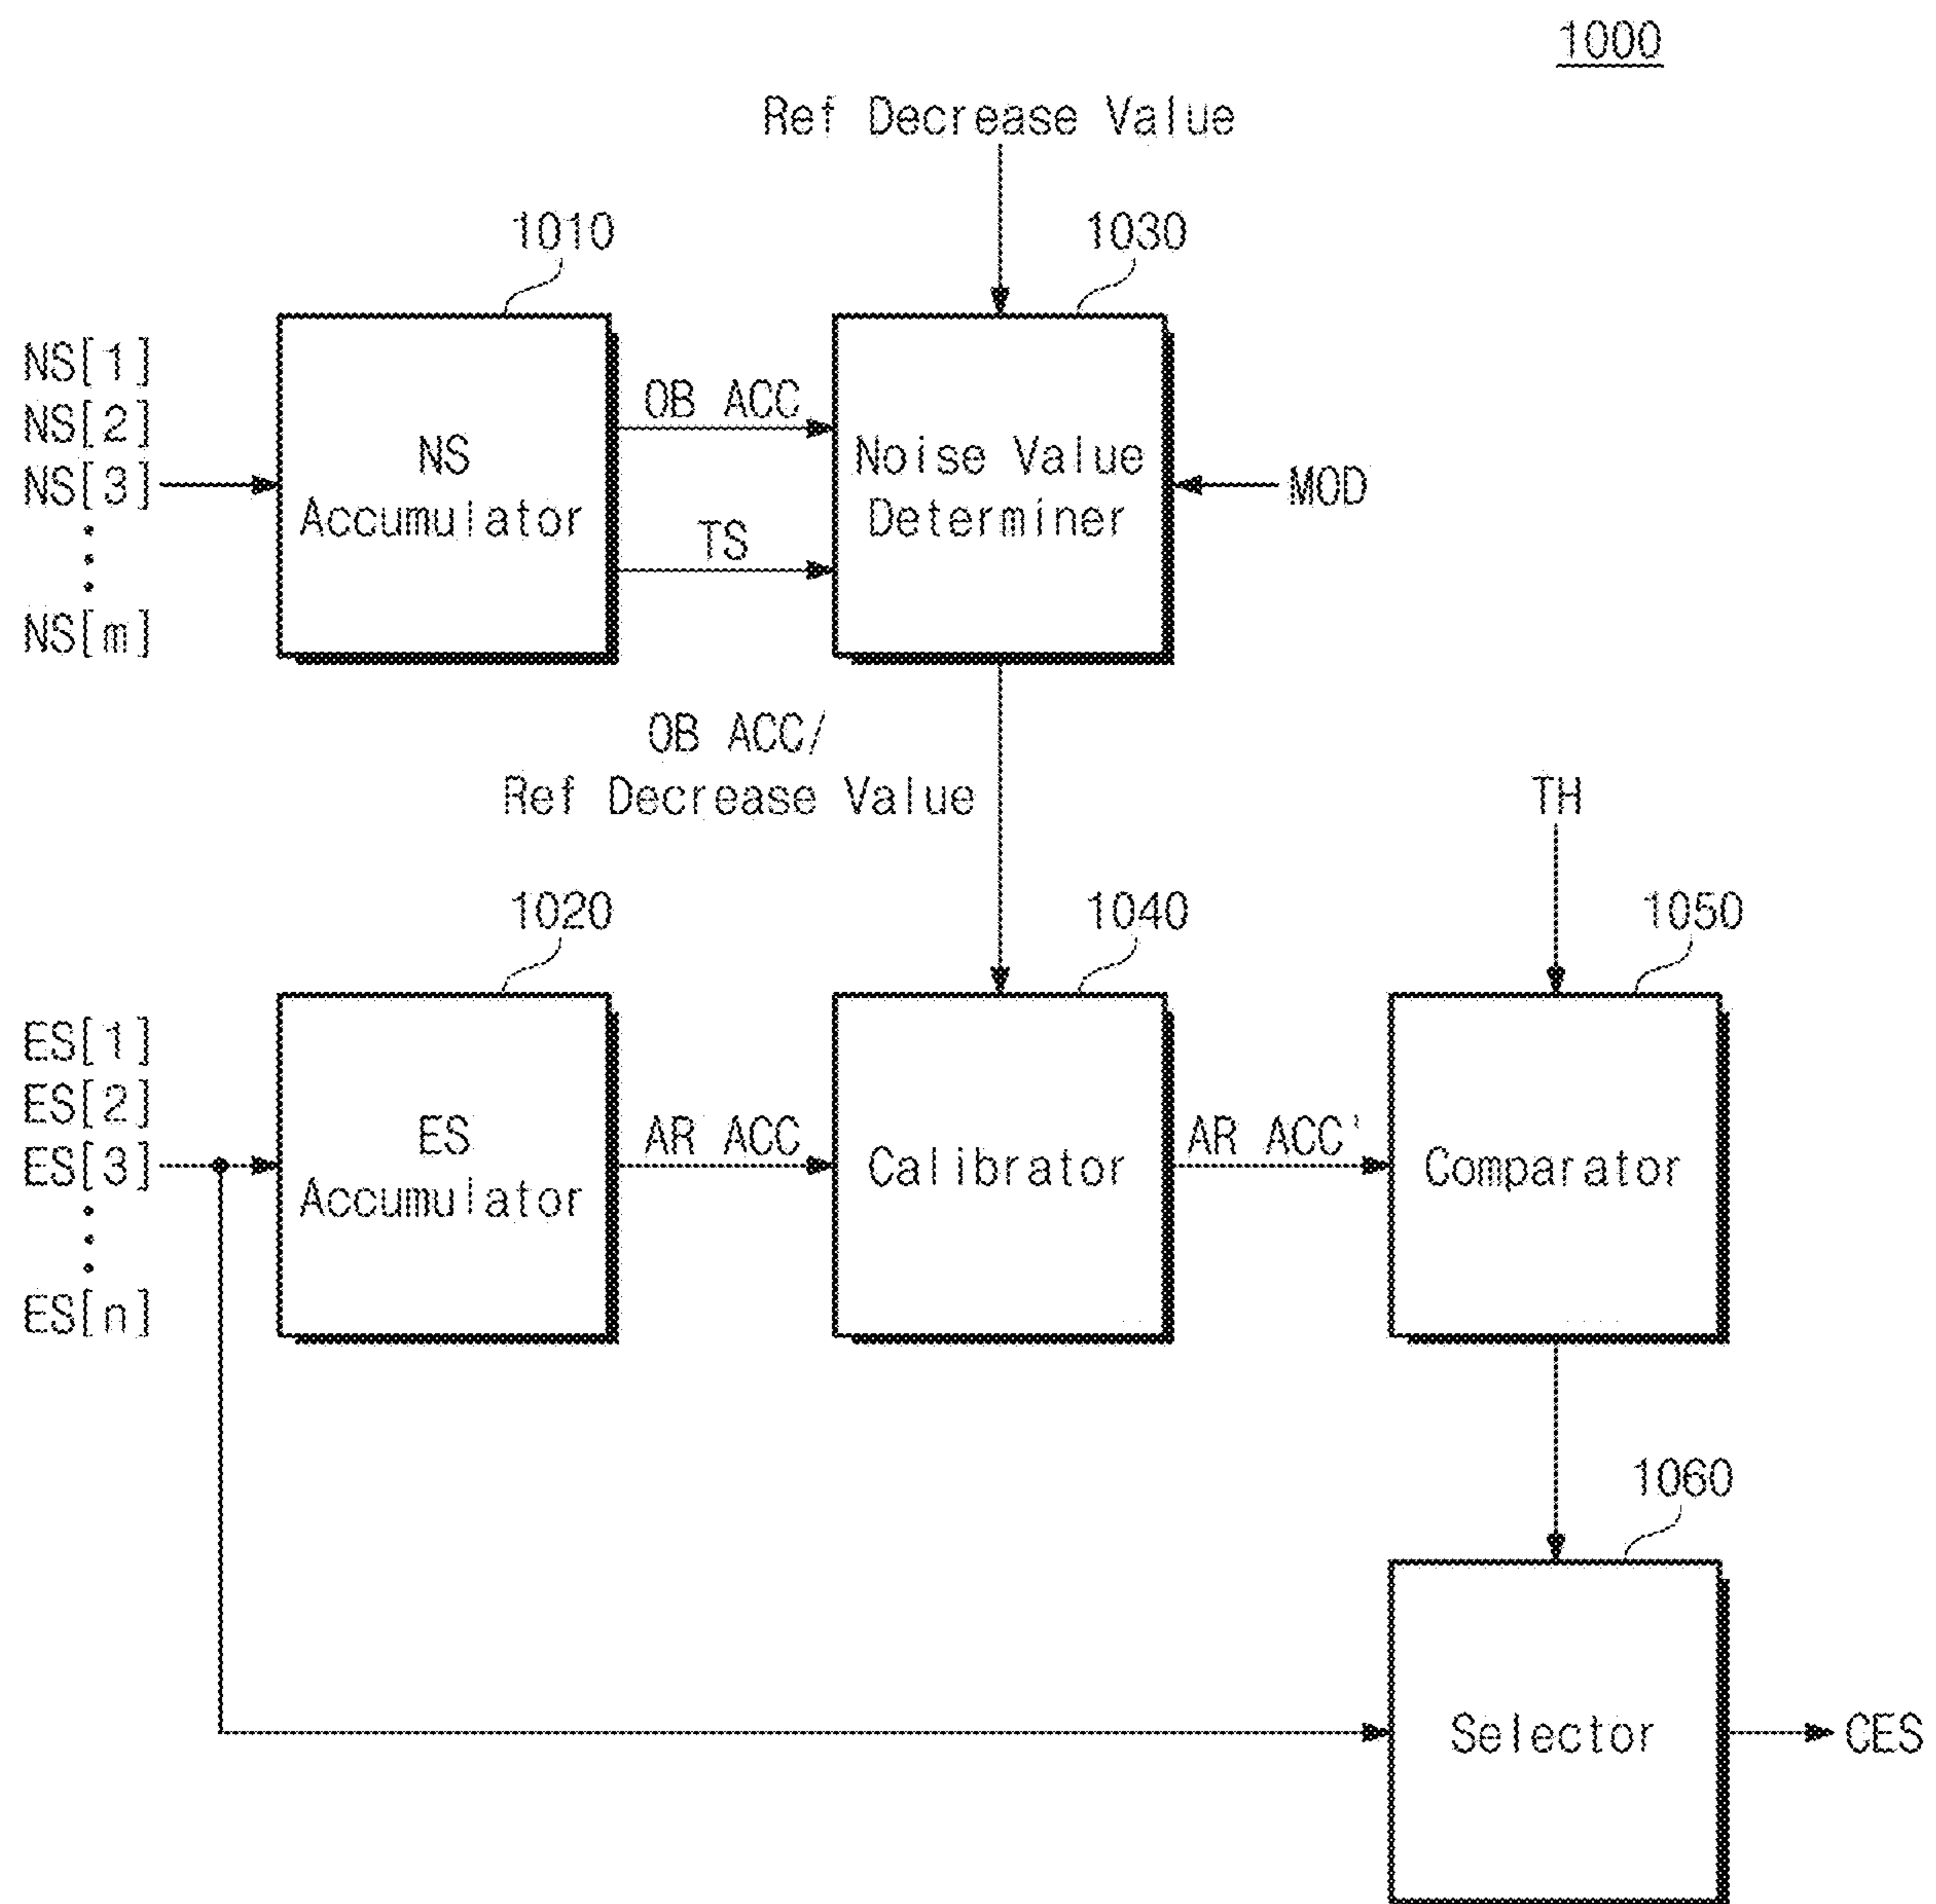 1000
Ref Decrease Value
1010
1030
NS[1]
NS[2]
NS[3]
NS[m]
NS
Accumulator
OB ACC
TS
Noise Value
Determiner
MOD
OB ACC/
Ref Decrease Value
TH
1020
1040
1050
ES[1]
ES[2]
ES[3]
ES[n]
ES
Accumulator
AR ACC
Calibrator
AR ACC'
Comparator
1060
Selector
CES